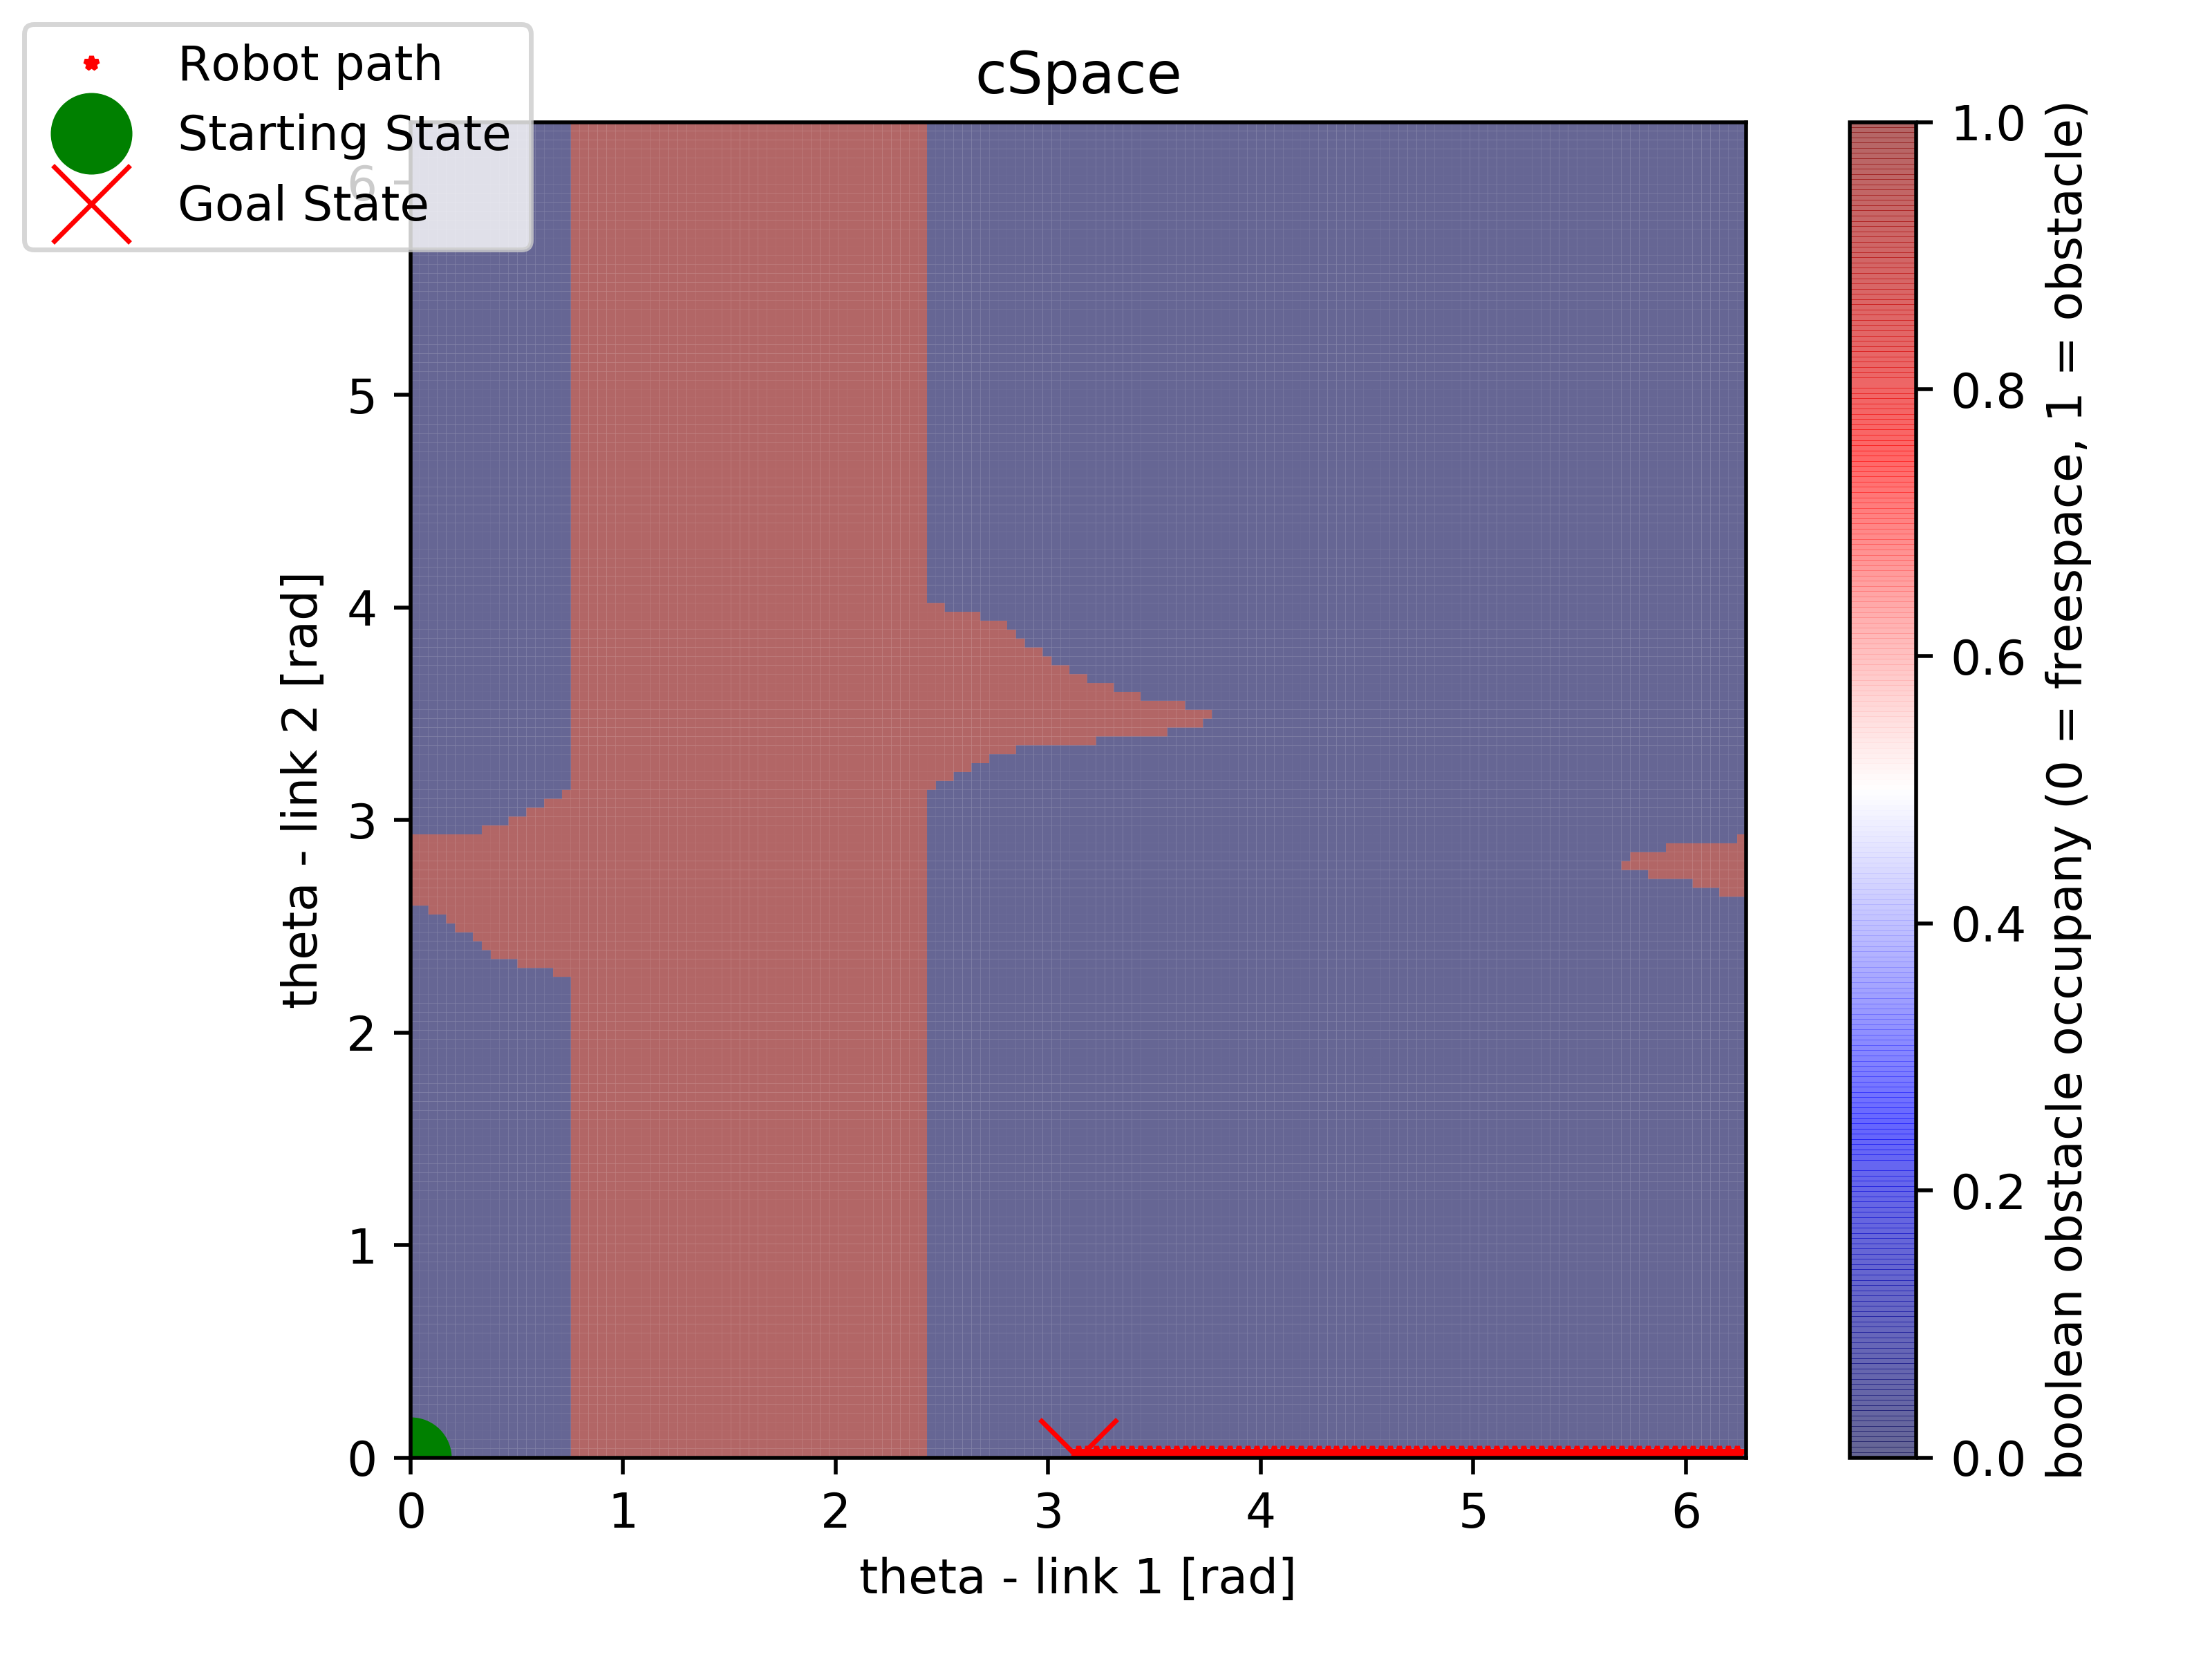 Robot path
Starting State
Goal State
cSpace
6
5
4
3
2
1
0
theta - link 2 [rad]
0 1 2 3 4 5 6
theta - link 1 [rad]
1.0
0.8
0.6
0.4
0.2
0.0
boolean obstacle occupany (0 = freespace, 1 = obstacle)